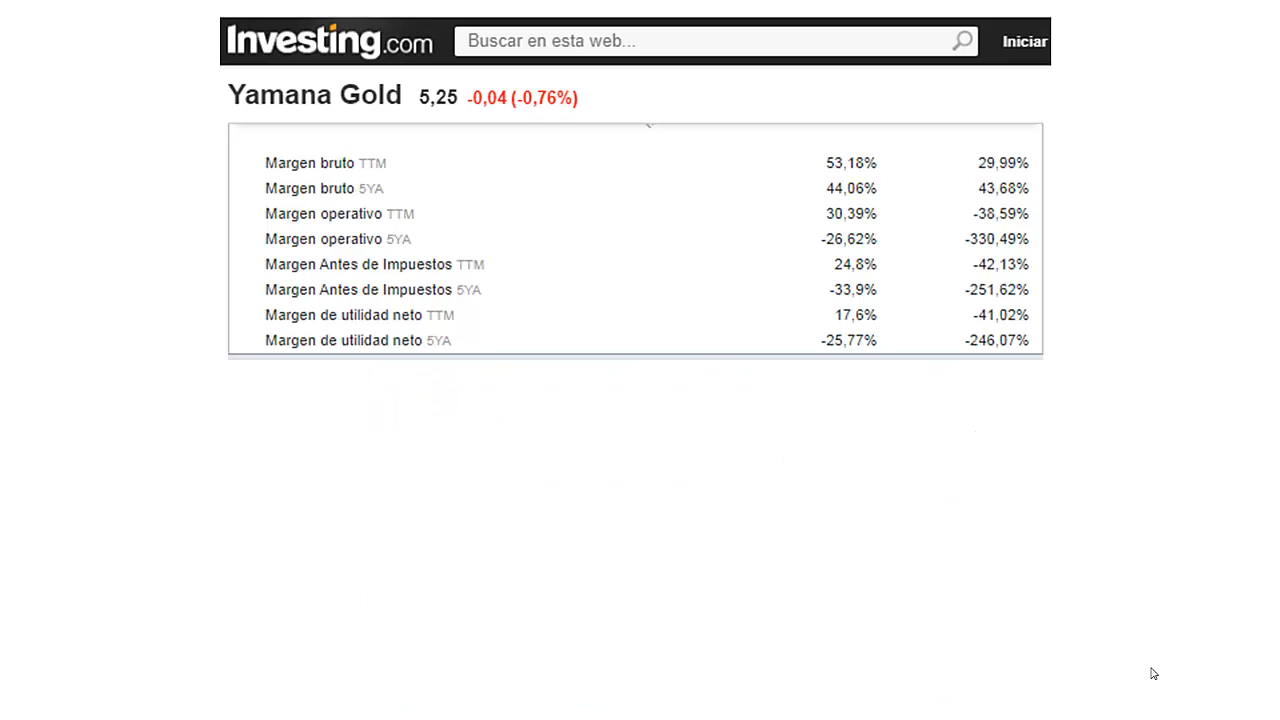 Investing.com Buscar en esta web... Iniciar
Yamana Gold 5,25 -0,04 (-0,76%)
Margen bruto TTM 53,18% 29,99%
Margen bruto 5YA 44,06% 43,68%
Margen operativo TTM 30,39% -38,59%
Margen operativo 5YA -26,62% -330,49%
Margen Antes de Impuestos TTM 24,8% -42,13%
Margen Antes de Impuestos 5YA -33,9% -251,62%
Margen de utilidad neto TTM 17,6% -41,02%
Margen de utilidad neto 5YA -25,77% -246,07%